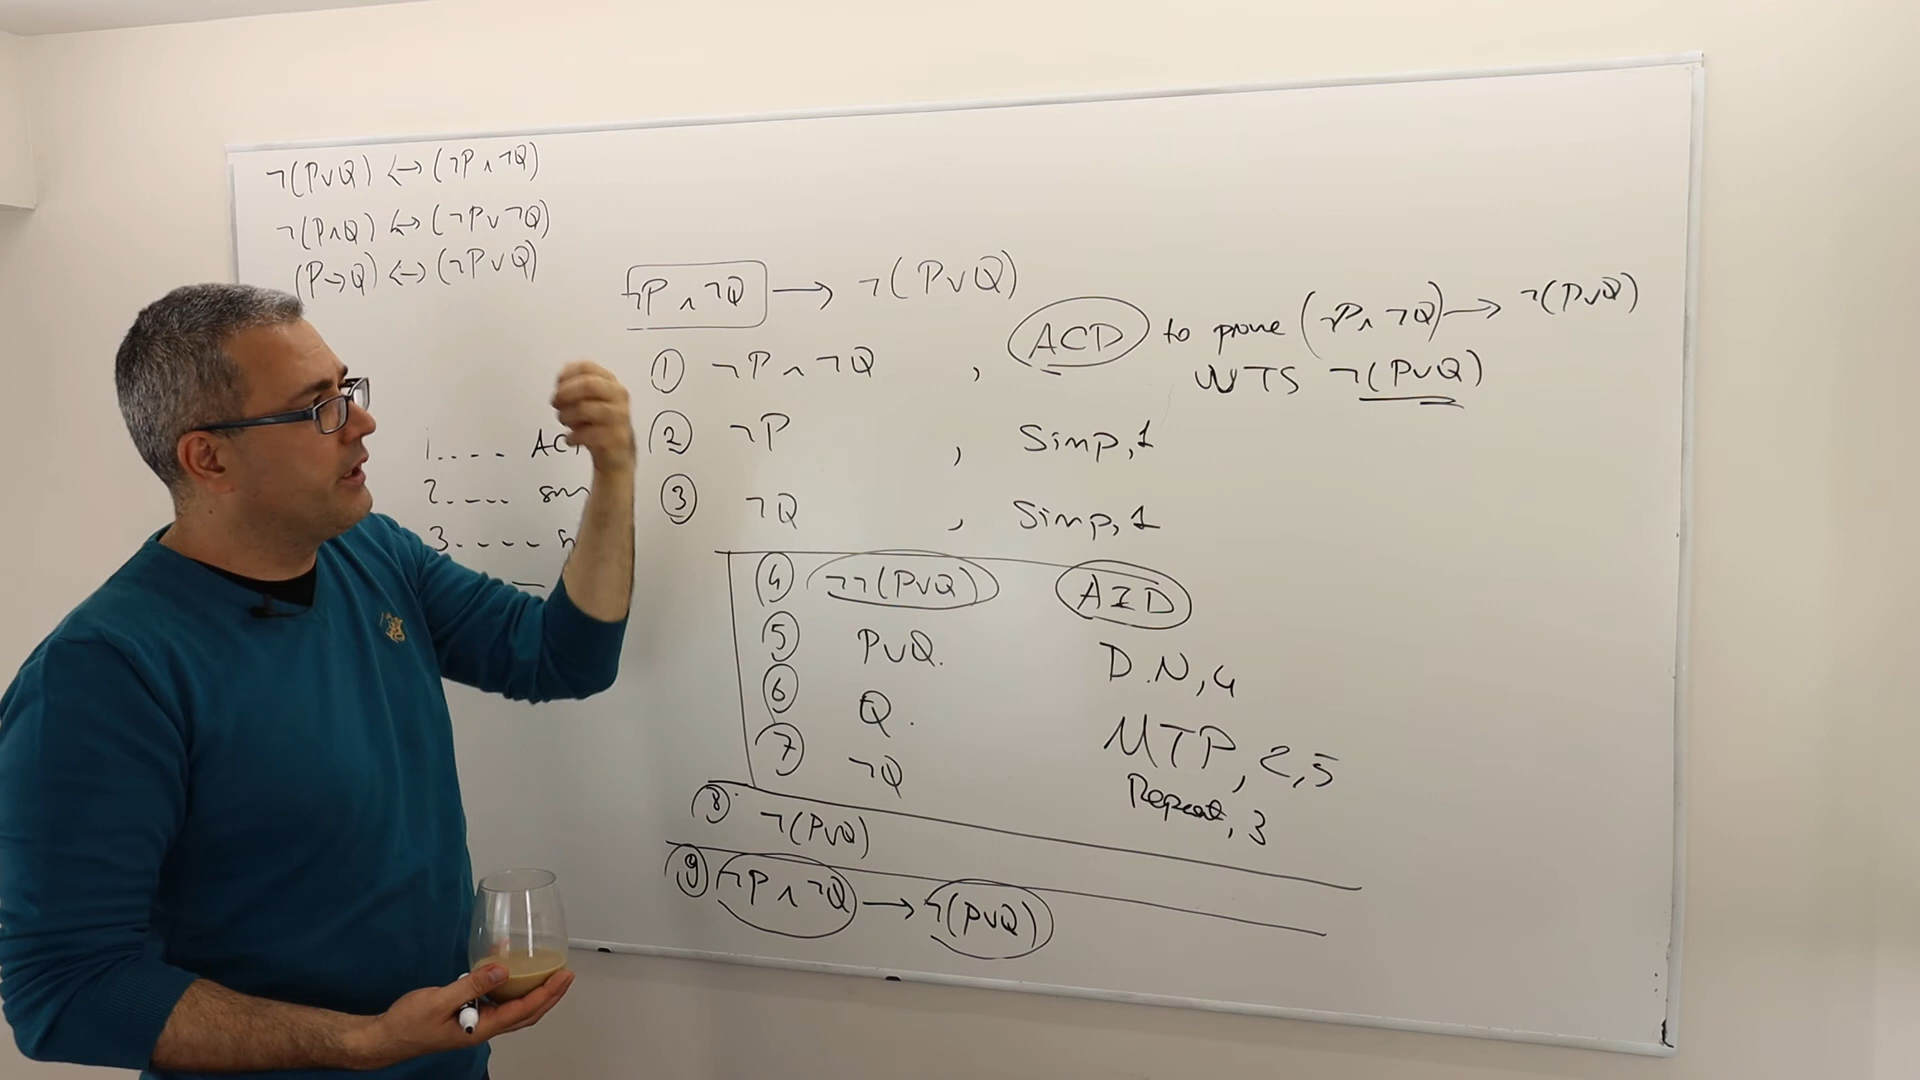 ¬(P∨Q) ↔ (¬P∧¬Q)
¬(P∧Q) ↔ (¬P∨¬Q)
(P→Q) ↔ (¬P∨Q)
1.... AC
2.... sm
3....
¬P∧¬Q → ¬(P∨Q)
① ¬P∧¬Q , ACD to prove (¬P∧¬Q) → ¬(P∨Q)
WTS ¬(P∨Q)
② ¬P , Simp,1
③ ¬Q , Simp,1
④ ¬¬(P∨Q) AID
⑤ P∨Q. D.N,4
⑥ Q. MTP, 2,5
⑦ ¬Q Repeat, 3
⑧ ¬(P∨Q)
⑨ ¬P∧¬Q → ¬(P∨Q)